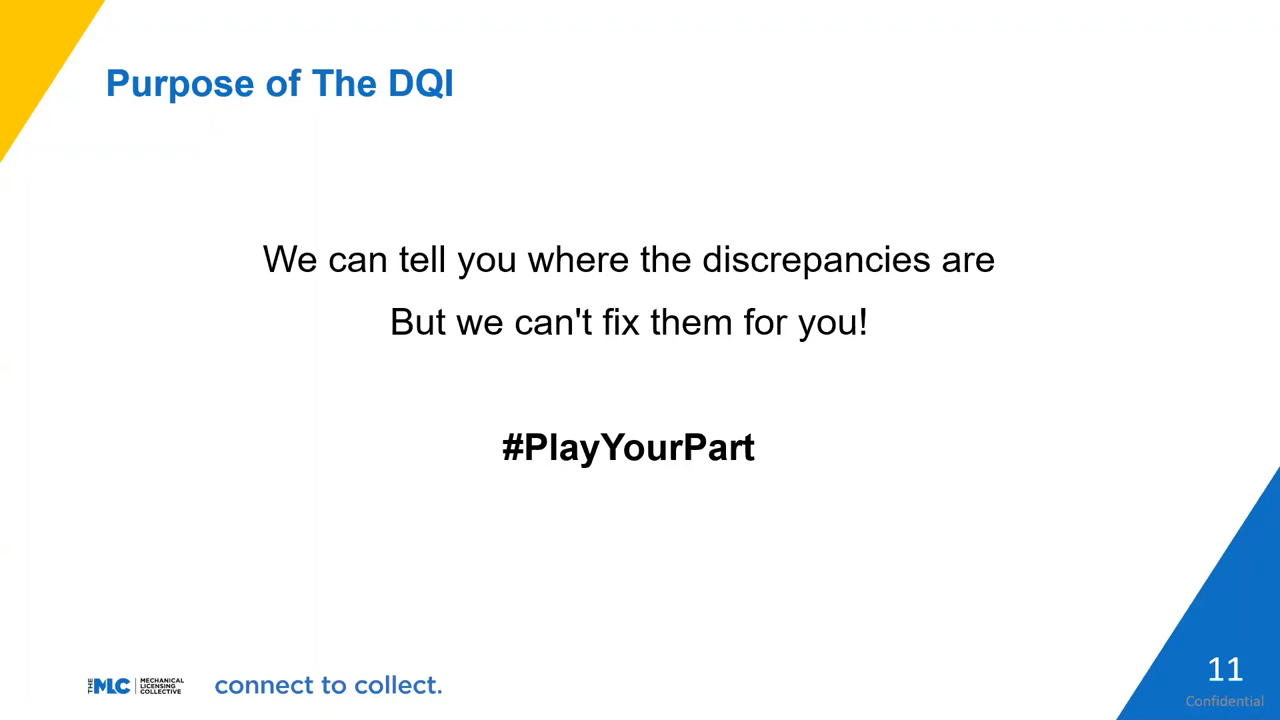 Purpose of The DQI
We can tell you where the discrepancies are
But we can't fix them for you!
#PlayYourPart
THE MLC
MECHANICAL
LICENSING
COLLECTIVE
connect to collect.
11
Confidential